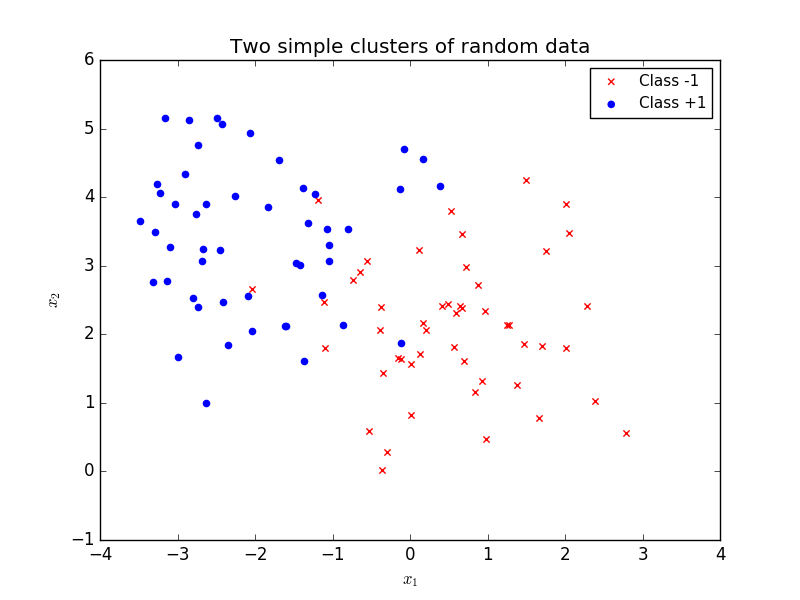 Two simple clusters of random data
Class -1
Class +1
6
5
4
3
2
1
0
−1
−4 −3 −2 −1 0 1 2 3 4
x₂
x₁